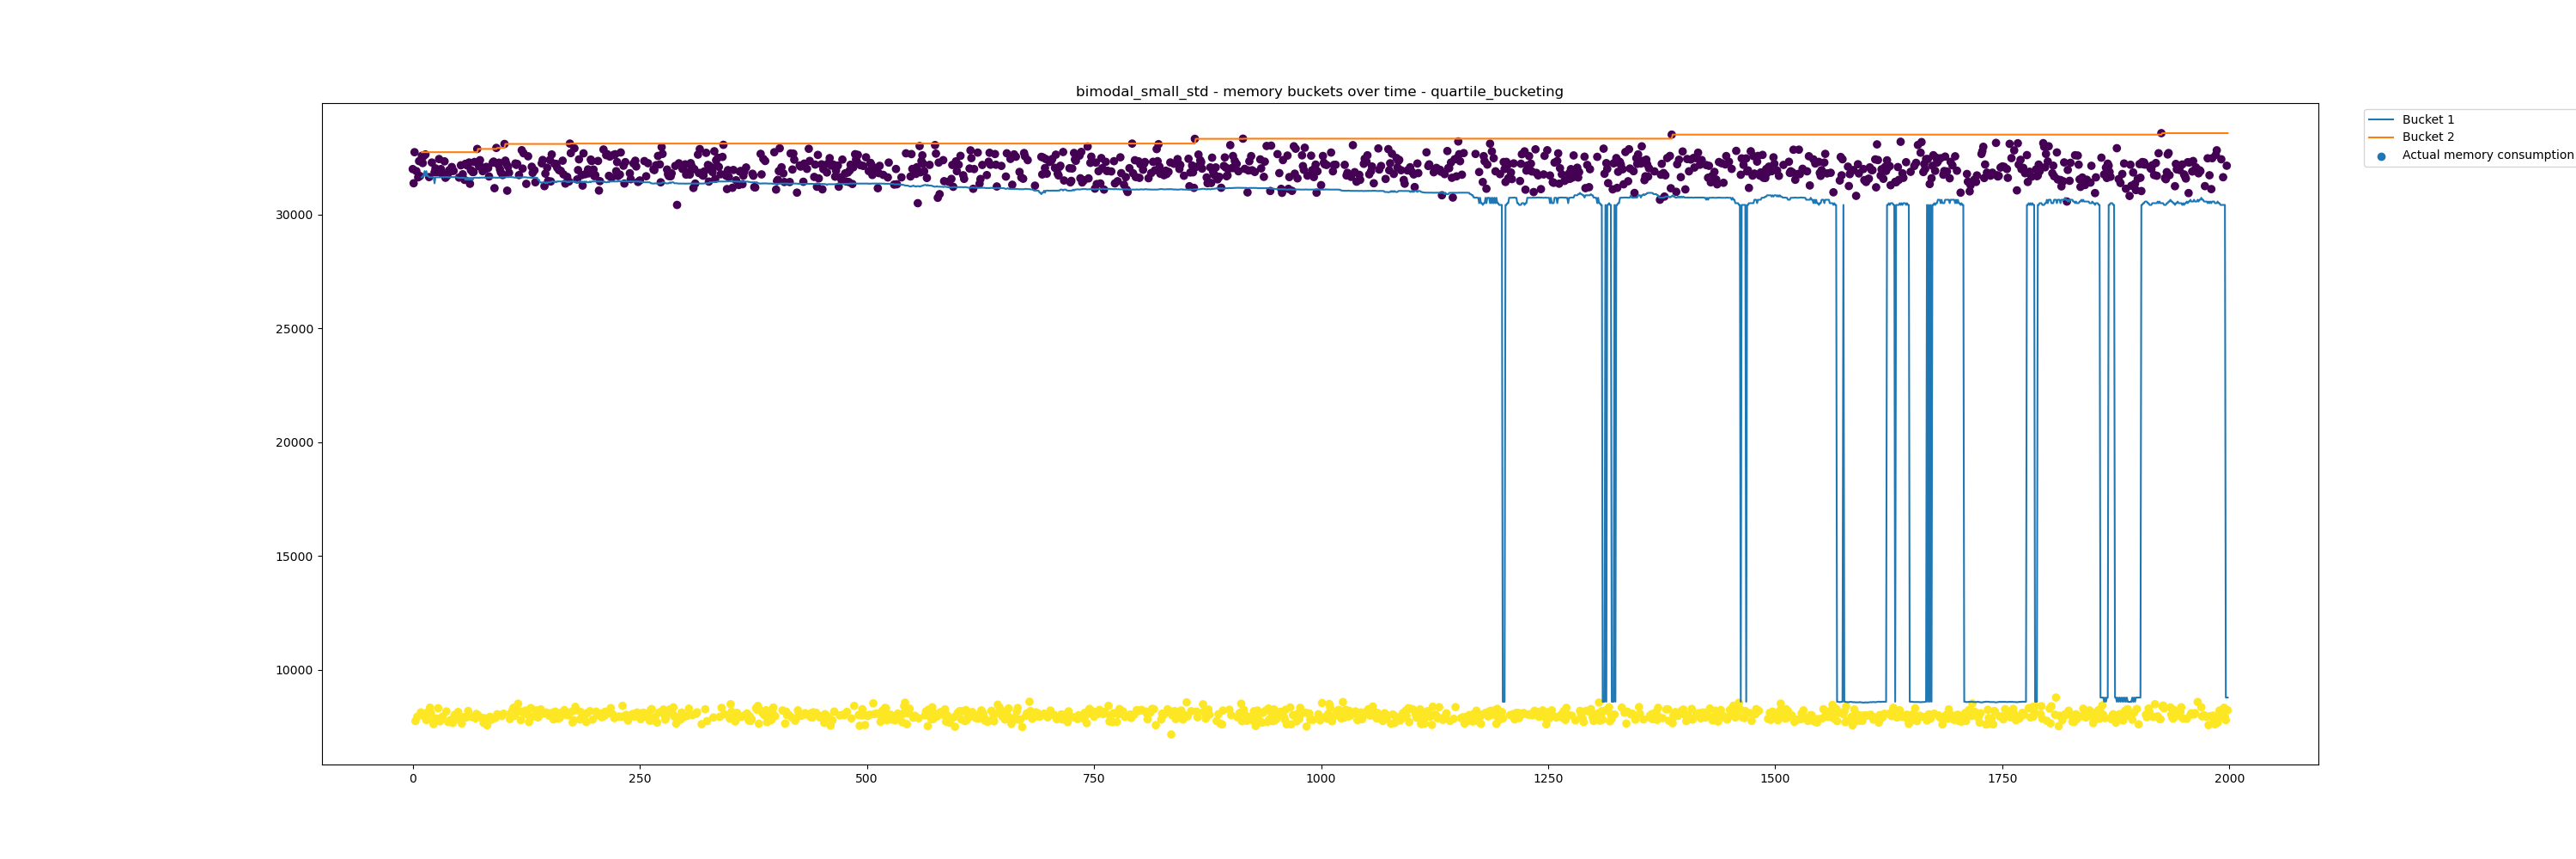 bimodal_small_std - memory buckets over time - quartile_bucketing
Bucket 1
Bucket 2
Actual memory consumption
30000
25000
20000
15000
10000
0 250 500 750 1000 1250 1500 1750 2000